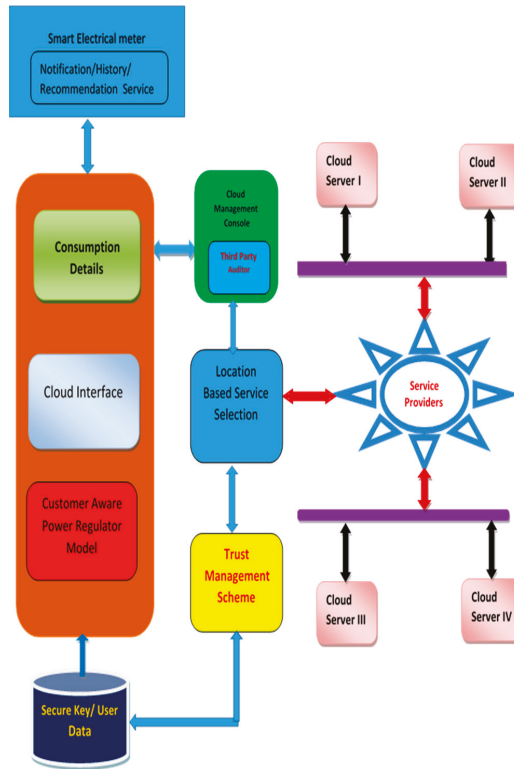 Smart Electrical meter
Notification/History/
Recommendation Service
Cloud
Server I
Cloud
Server II
Cloud
Management
Console
Third Party
Auditor
Consumption
Details
Cloud Interface
Location
Based Service
Selection
Service
Providers
Customer Aware
Power Regulator
Model
Trust
Management
Scheme
Cloud
Server III
Cloud
Server IV
Secure Key/ User
Data